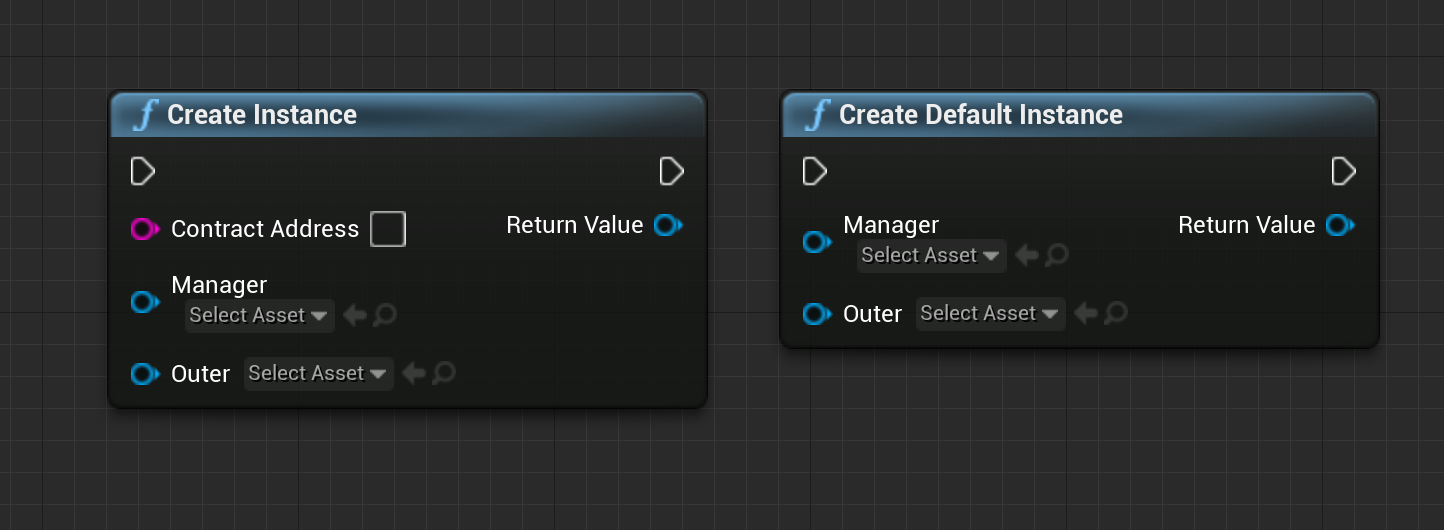 Create Instance
Contract Address
Return Value
Manager
Select Asset
Outer Select Asset
Create Default Instance
Manager
Return Value
Select Asset
Outer Select Asset